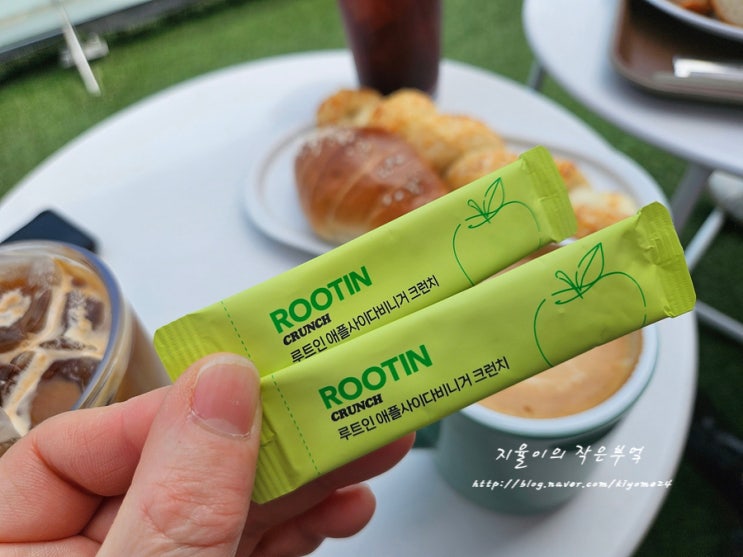 ROOTIN
CRUNCH
루트인 애플사이다비니거 크런치
ROOTIN
CRUNCH
루트인 애플사이다비니거 크런치
지율이의 작은부엌
http://blog.naver.com/kiyomo24